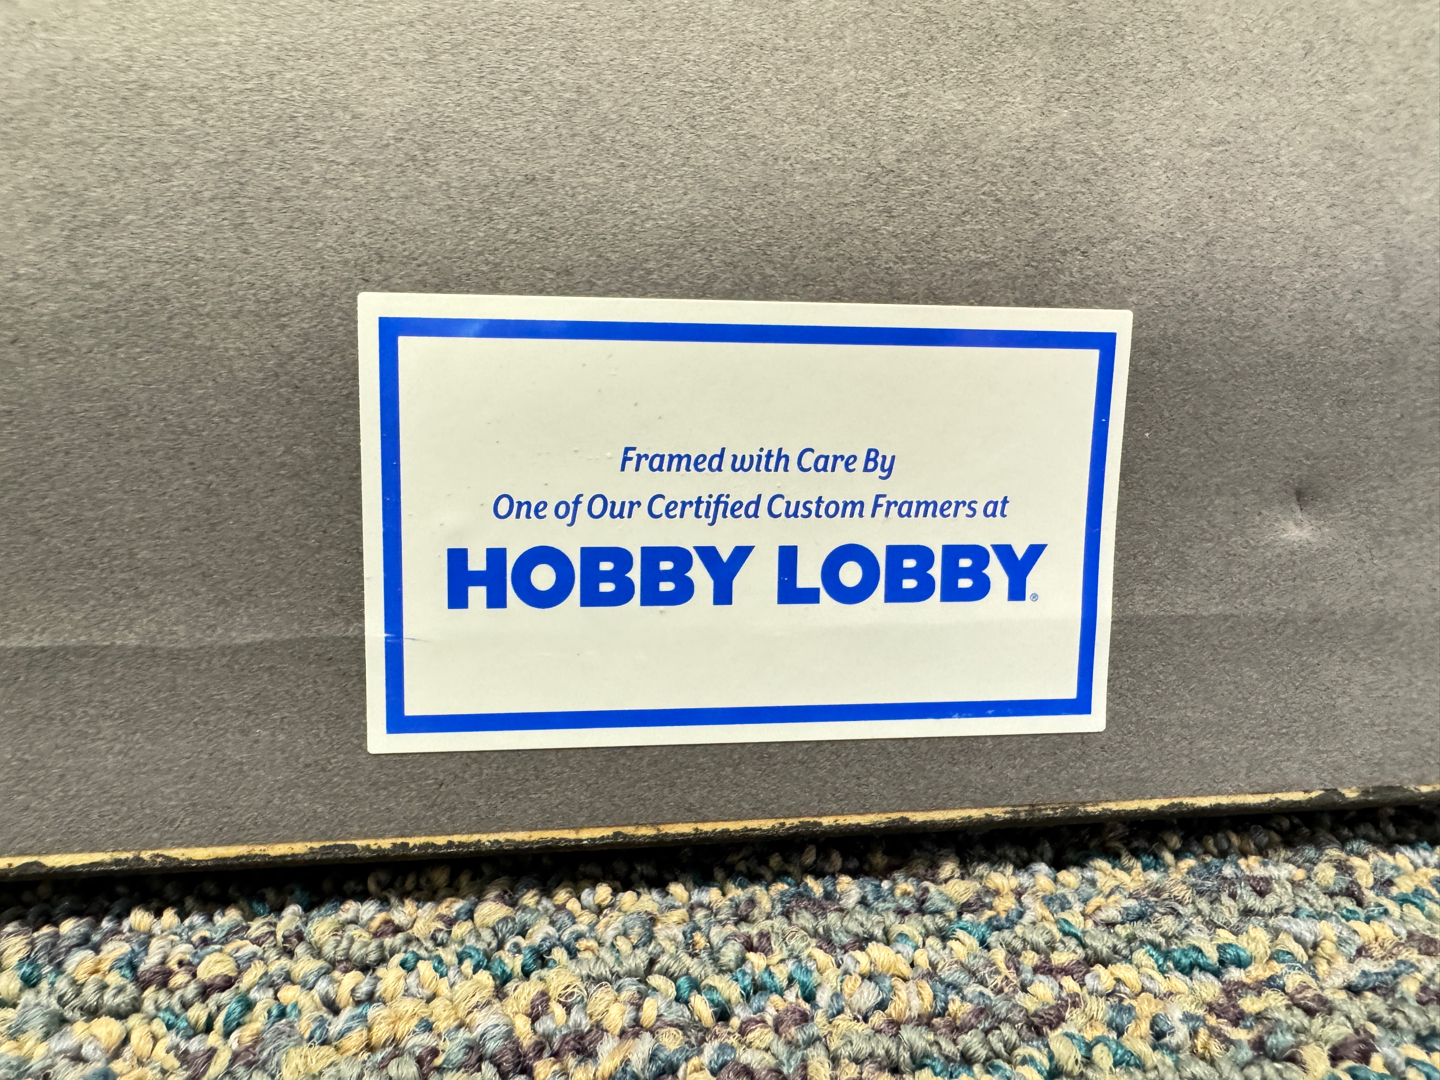 Framed with Care By
One of Our Certified Custom Framers at
HOBBY LOBBY®